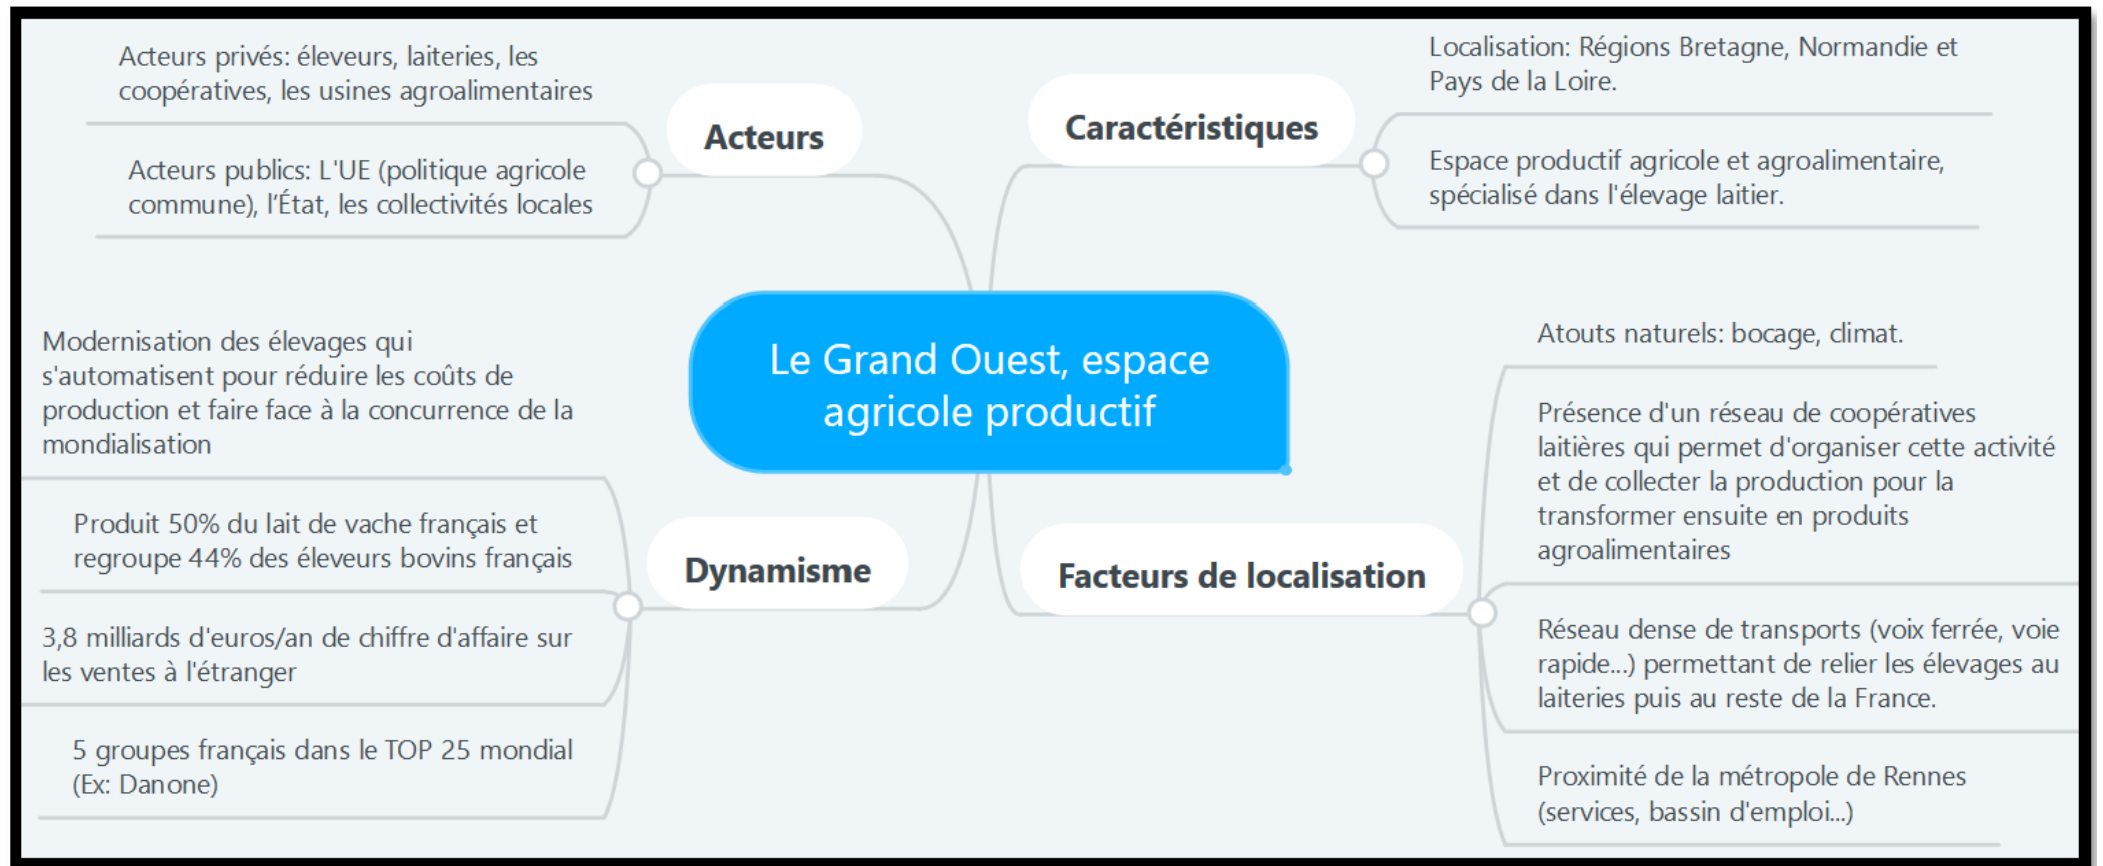 Acteurs privés: éleveurs, laiteries, les
coopératives, les usines agroalimentaires
Acteurs publics: L'UE (politique agricole
commune), l'État, les collectivités locales
Acteurs
Caractéristiques
Localisation: Régions Bretagne, Normandie et
Pays de la Loire.
Espace productif agricole et agroalimentaire,
spécialisé dans l'élevage laitier.
Le Grand Ouest, espace
agricole productif
Modernisation des élevages qui
s'automatisent pour réduire les coûts de
production et faire face à la concurrence de la
mondialisation
Produit 50% du lait de vache français et
regroupe 44% des éleveurs bovins français
3,8 milliards d'euros/an de chiffre d'affaire sur
les ventes à l'étranger
5 groupes français dans le TOP 25 mondial
(Ex: Danone)
Dynamisme
Facteurs de localisation
Atouts naturels: bocage, climat.
Présence d'un réseau de coopératives
laitières qui permet d'organiser cette activité
et de collecter la production pour la
transformer ensuite en produits
agroalimentaires
Réseau dense de transports (voix ferrée, voie
rapide...) permettant de relier les élevages au
laiteries puis au reste de la France.
Proximité de la métropole de Rennes
(services, bassin d'emploi...)